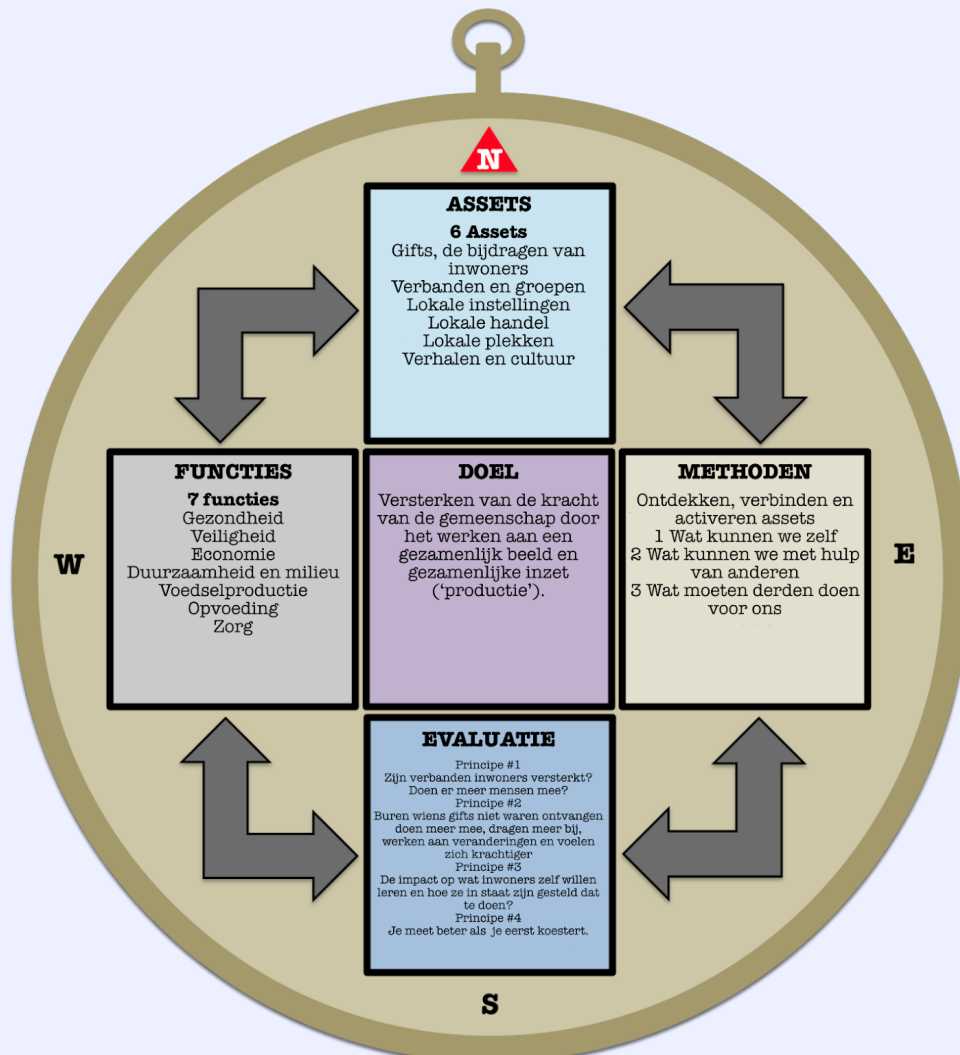 N
ASSETS
6 Assets
Gifts, de bijdragen van
inwoners
Verbanden en groepen
Lokale instellingen
Lokale handel
Lokale plekken
Verhalen en cultuur
W
FUNCTIES
7 functies
Gezondheid
Veiligheid
Economie
Duurzaamheid en milieu
Voedselproductie
Opvoeding
Zorg
DOEL
Versterken van de kracht
van de gemeenschap door
het werken aan een
gezamenlijk beeld en
gezamenlijke inzet
(‘productie’).
METHODEN
Ontdekken, verbinden en
activeren assets
1 Wat kunnen we zelf
2 Wat kunnen we met hulp
van anderen
3 Wat moeten derden doen
voor ons
E
EVALUATIE
Principe #1
Zijn verbanden inwoners versterkt?
Doen er meer mensen mee?
Principe #2
Buren wiens gifts niet waren ontvangen
doen meer mee, dragen meer bij,
werken aan veranderingen en voelen
zich krachtiger
Principe #3
De impact op wat inwoners zelf willen
leren en hoe ze in staat zijn gesteld dat
te doen?
Principe #4
Je meet beter als je eerst koestert.
S